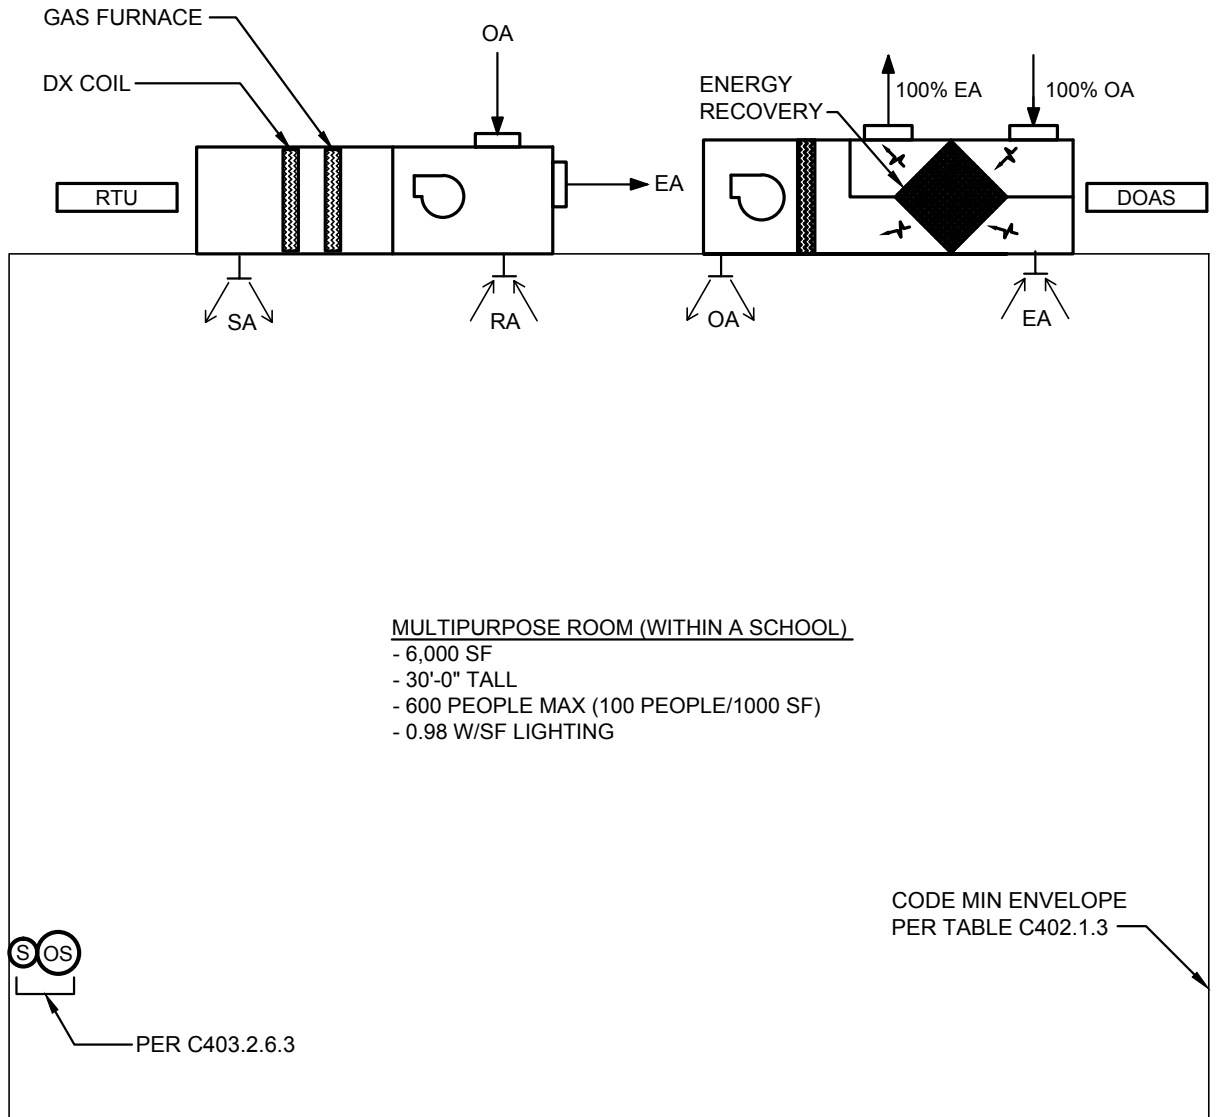 GAS FURNACE
DX COIL
OA
ENERGY
RECOVERY
100% EA
100% OA
RTU
EA
DOAS
SA
RA
OA
EA
MULTIPURPOSE ROOM (WITHIN A SCHOOL)
- 6,000 SF
- 30'-0" TALL
- 600 PEOPLE MAX (100 PEOPLE/1000 SF)
- 0.98 W/SF LIGHTING
CODE MIN ENVELOPE
PER TABLE C402.1.3
S OS
PER C403.2.6.3